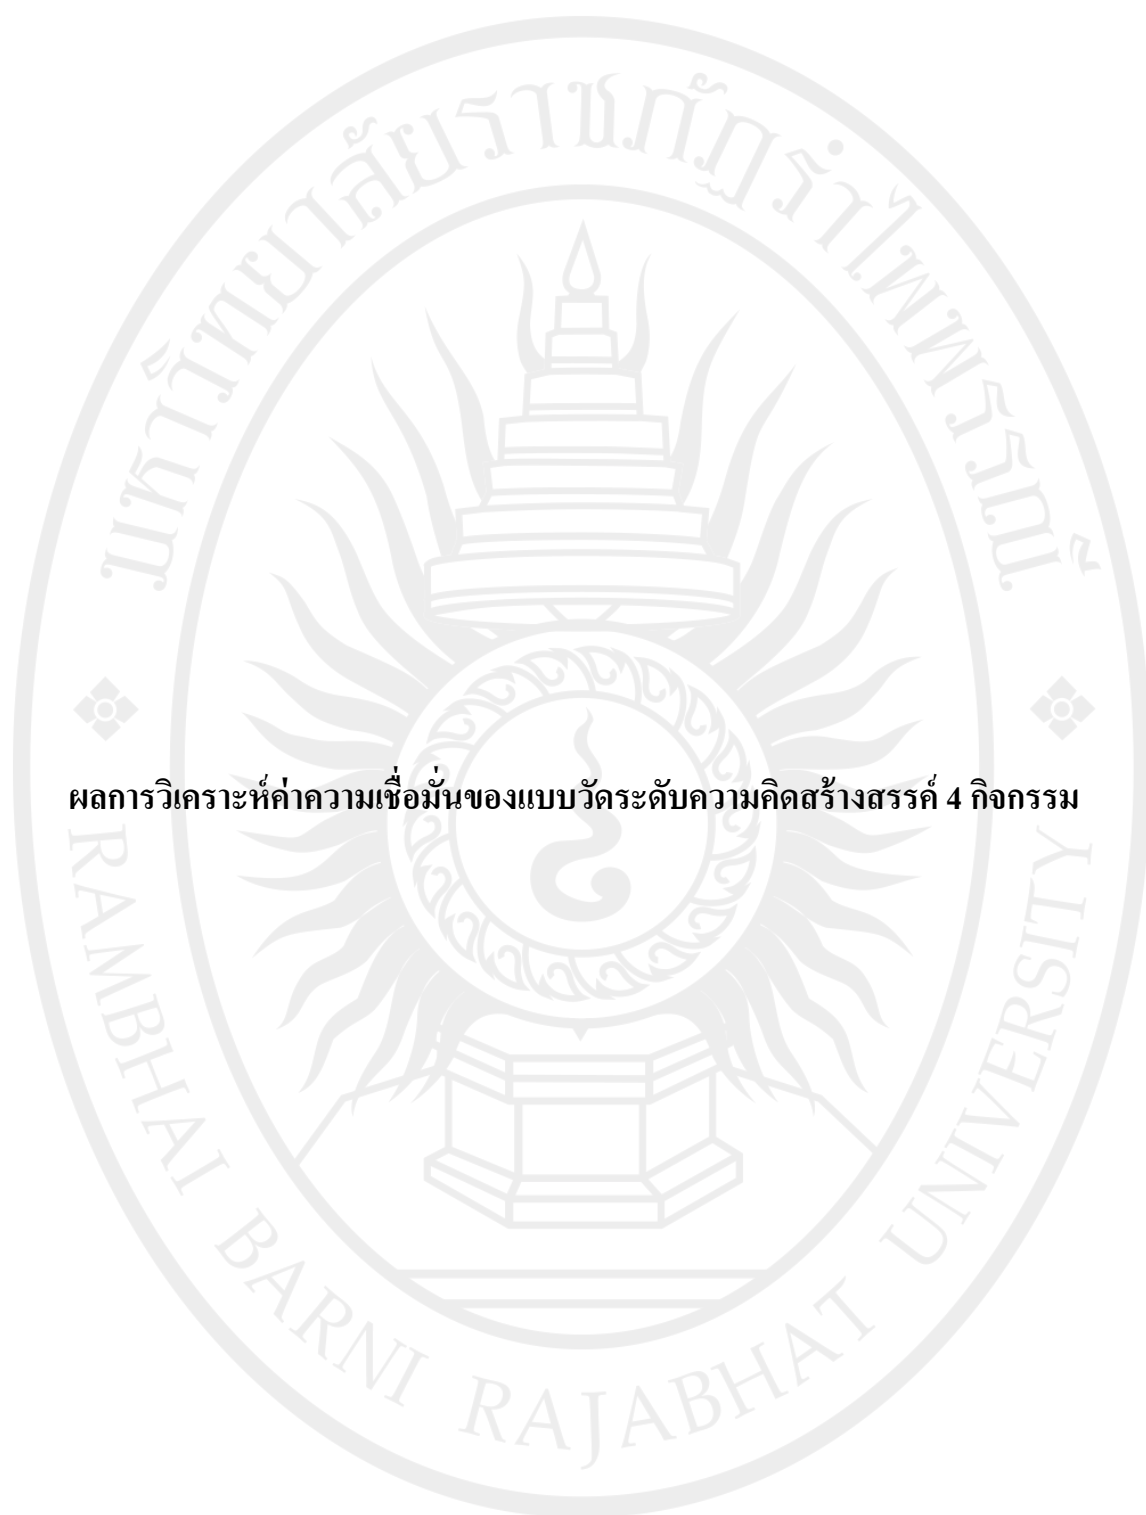 มหาวิทยาลัยราชภัฏรำไพพรรณี
ผลการวิเคราะห์ค่าความเชื่อมั่นของแบบวัดระดับความคิดสร้างสรรค์ 4 กิจกรรม
RAMBHAI BARNI RAJABHAT UNIVERSITY